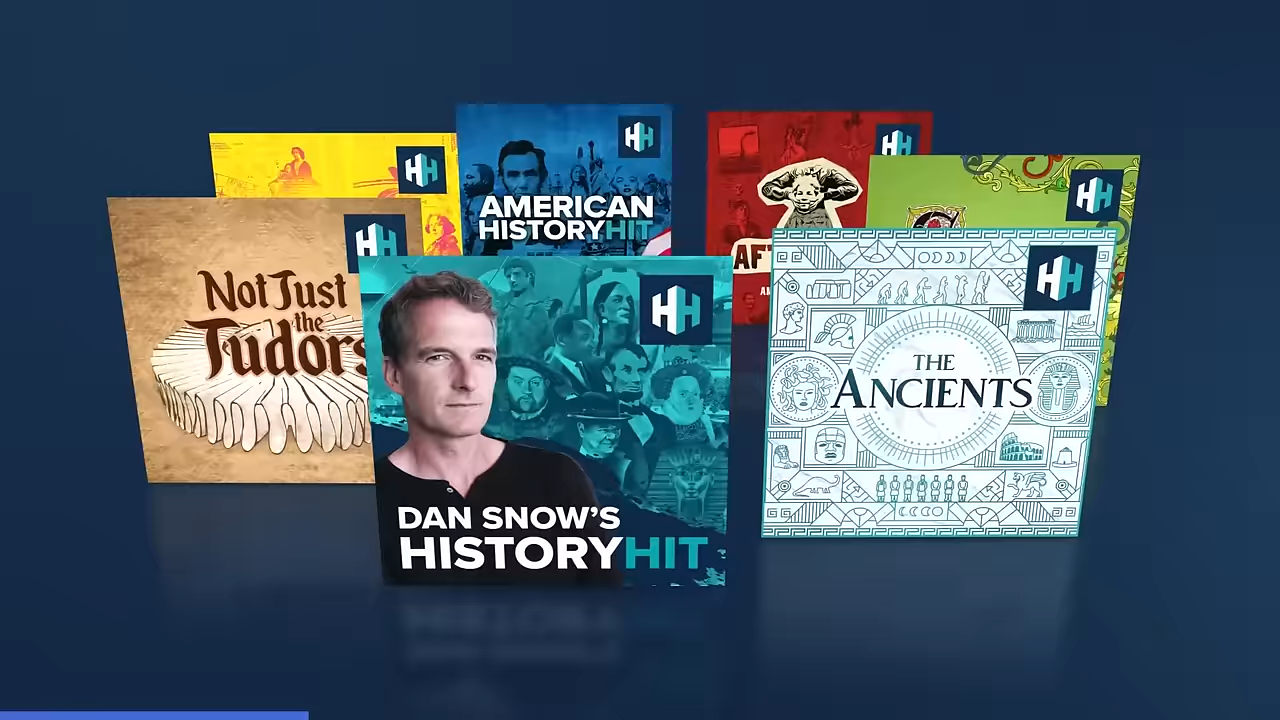 AMERICAN
HISTORYHIT
Not Just
the
Tudors
THE
ANCIENTS
DAN SNOW'S
HISTORYHIT